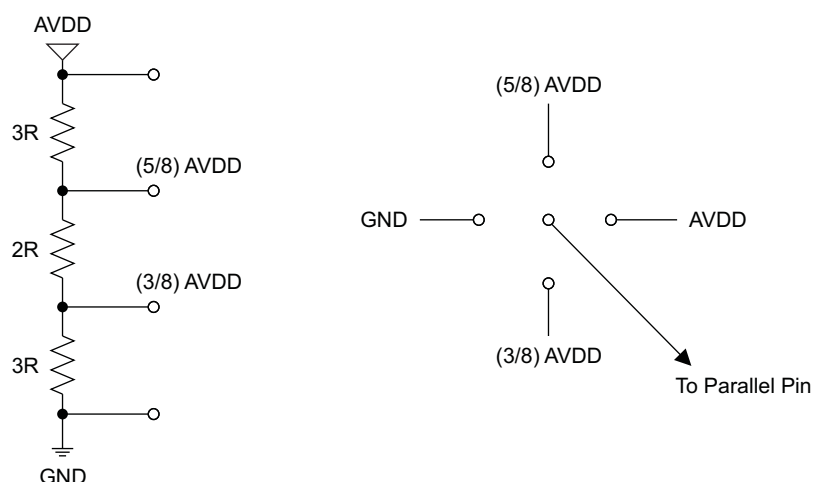 AVDD
3R
(5/8) AVDD
2R
(3/8) AVDD
3R
GND
(5/8) AVDD
GND
AVDD
(3/8) AVDD
To Parallel Pin